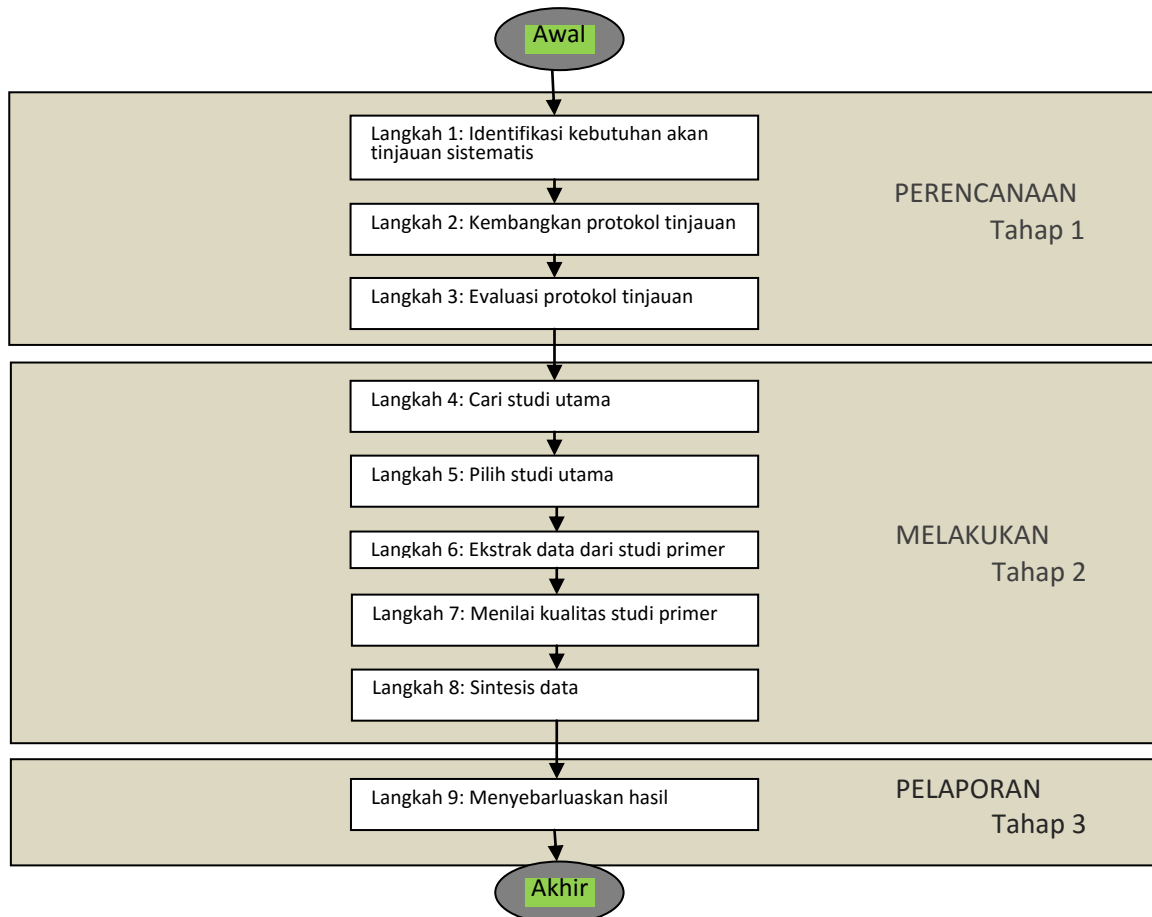 Awal
Langkah 1: Identifikasi kebutuhan akan
tinjauan sistematis
PERENCANAAN
Tahap 1
Langkah 2: Kembangkan protokol tinjauan
Langkah 3: Evaluasi protokol tinjauan
Langkah 4: Cari studi utama
Langkah 5: Pilih studi utama
MELAKUKAN
Tahap 2
Langkah 6: Ekstrak data dari studi primer
Langkah 7: Menilai kualitas studi primer
Langkah 8: Sintesis data
PELAPORAN
Tahap 3
Langkah 9: Menyebarluaskan hasil
Akhir